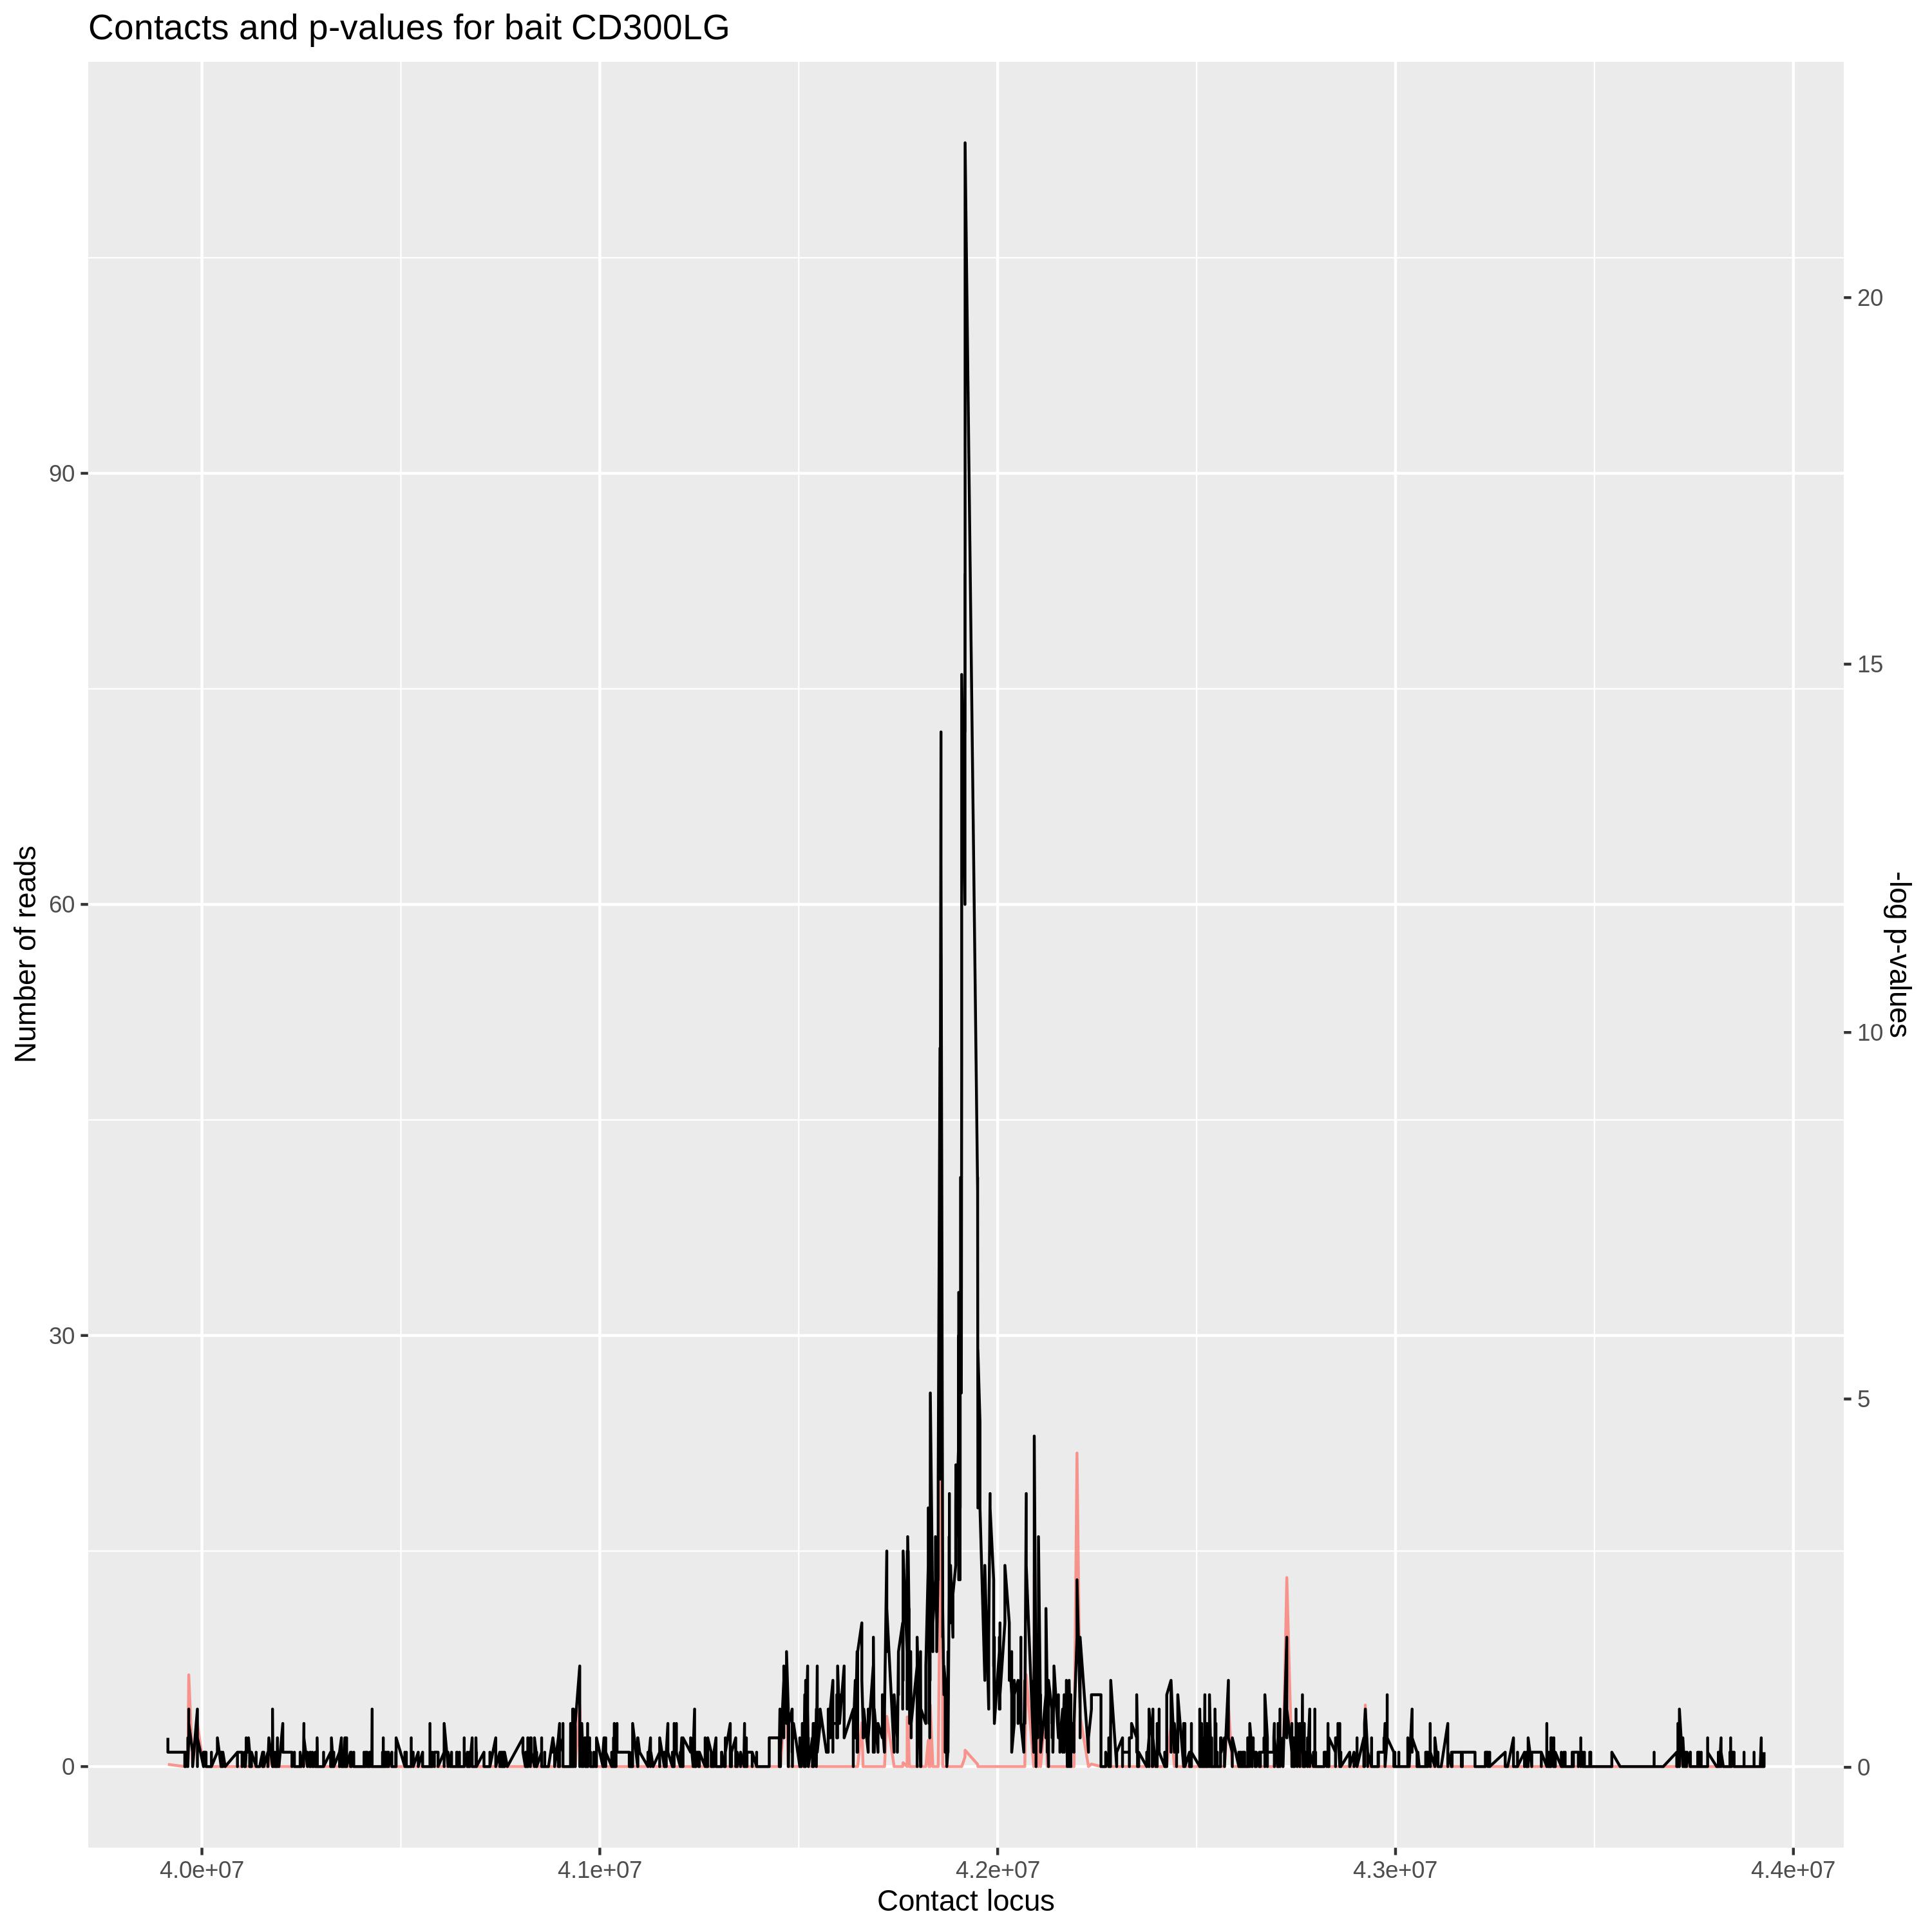 Contacts and p-values for bait CD300LG
Number of reads
90
60
30
0
20
15
10
5
0
-log p-values
4.0e+07
4.1e+07
4.2e+07
4.3e+07
4.4e+07
Contact locus